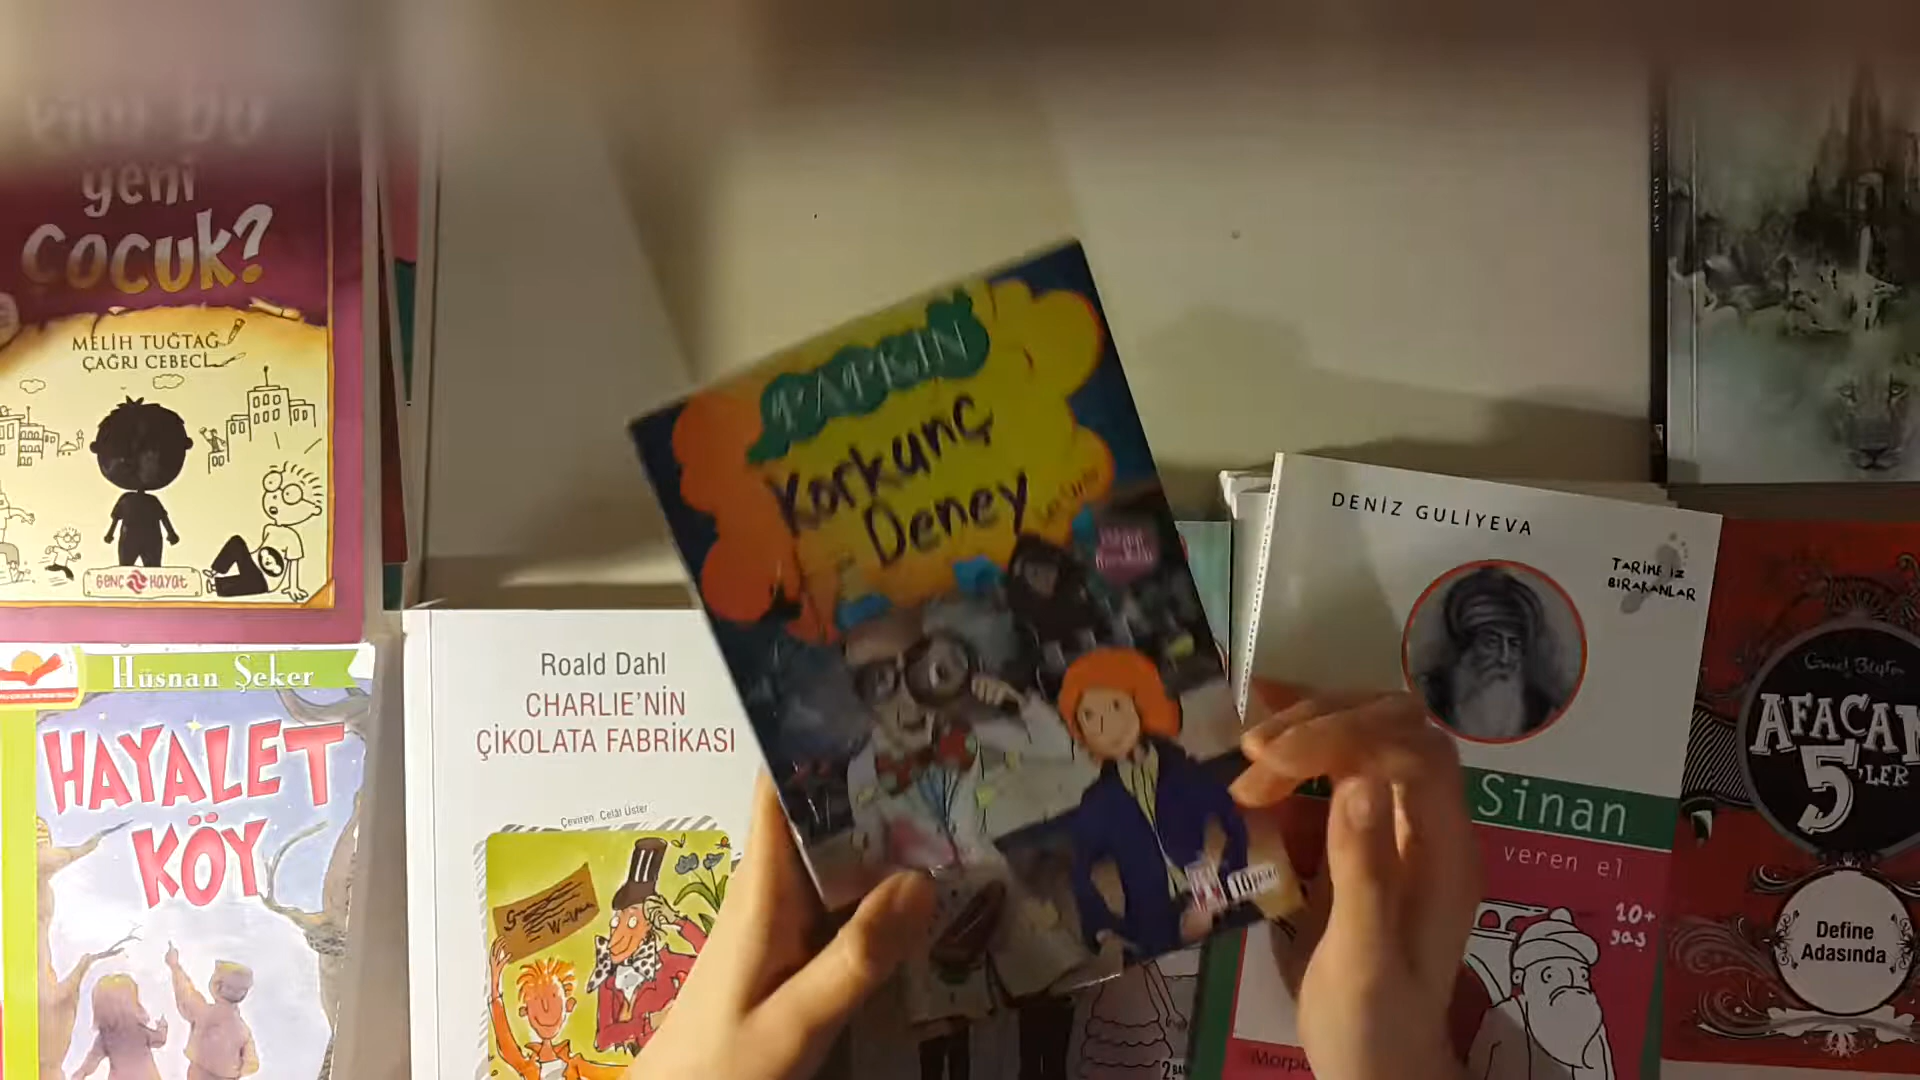 yeni
çocuk?
MELİH TUĞTAĞ
ÇAĞRI CEBECİ
GENÇ HAYAT
Hüsnan Şeker
HAYALET
KÖY
Roald Dahl
CHARLIE'NİN
ÇİKOLATA FABRİKASI
Çeviren Celâl Üster
Korkunç
Deney
DENİZ GULİYEVA
TARİHE İZ
BIRAKANLAR
Sinan
veren el
10+
yaş
Enid Blyton
AFACAN
5'LER
Define
Adasında